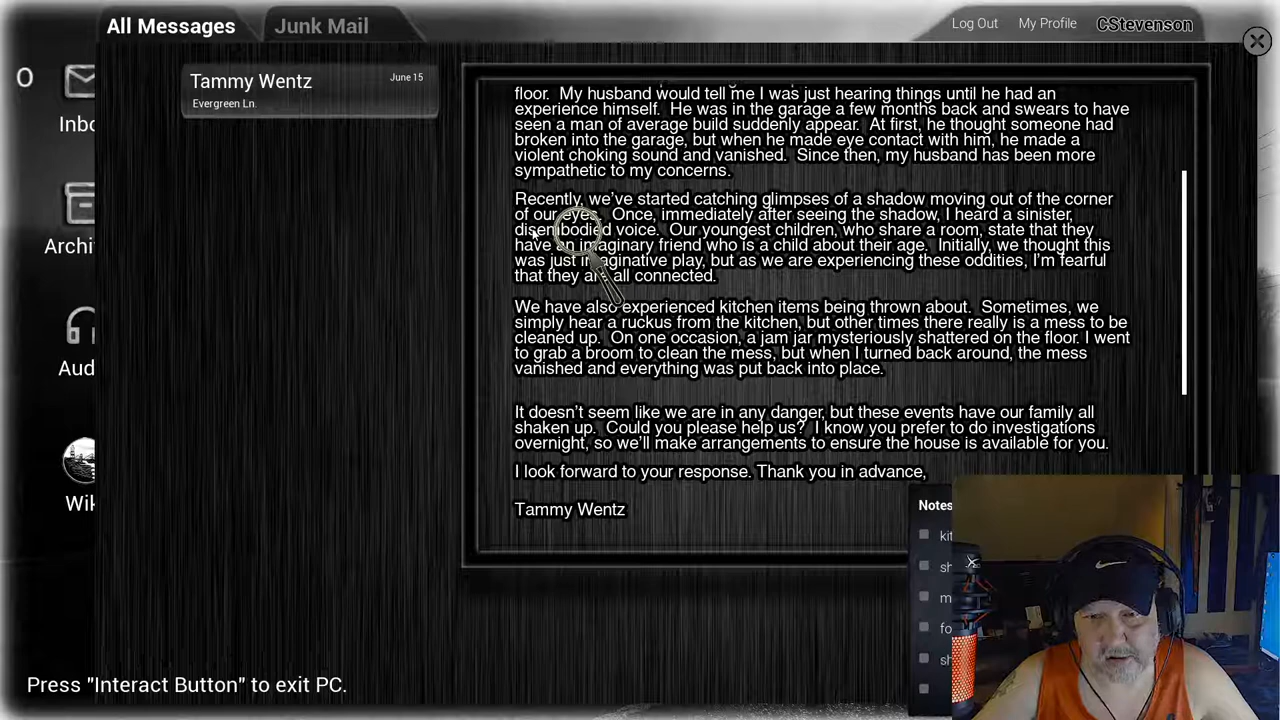 All Messages
Junk Mail
Log Out
My Profile
CStevenson
Tammy Wentz
June 15
Evergreen Ln.
floor. My husband would tell me I was just hearing things until he had an
experience himself. He was in the garage a few months back and swears to have
seen a man of average build suddenly appear. At first, he thought someone had
broken into the garage, but when he made eye contact with him, he made a
violent choking sound and vanished. Since then, my husband has been more
sympathetic to my concerns.
Recently, we've started catching glimpses of a shadow moving out of the corner
of our eyes. Once, immediately after seeing the shadow, I heard a sinister,
disembodied voice. Our youngest children, who share a room, state that they
have an imaginary friend who is a child about their age. Initially, we thought this
was just imaginative play, but as we are experiencing these oddities, I'm fearful
that they are all connected.
We have also experienced kitchen items being thrown about. Sometimes, we
simply hear a ruckus from the kitchen, but other times there really is a mess to be
cleaned up. On one occasion, a jam jar mysteriously shattered on the floor. I went
to grab a broom to clean the mess, but when I turned back around, the mess
vanished and everything was put back into place.
It doesn't seem like we are in any danger, but these events have our family all
shaken up. Could you please help us? I know you prefer to do investigations
overnight, so we'll make arrangements to ensure the house is available for you.
I look forward to your response. Thank you in advance,
Tammy Wentz
O
Inbo
Archi
Aud
Wik
Notes
kit
sh
m
fo
sh
Press "Interact Button" to exit PC.